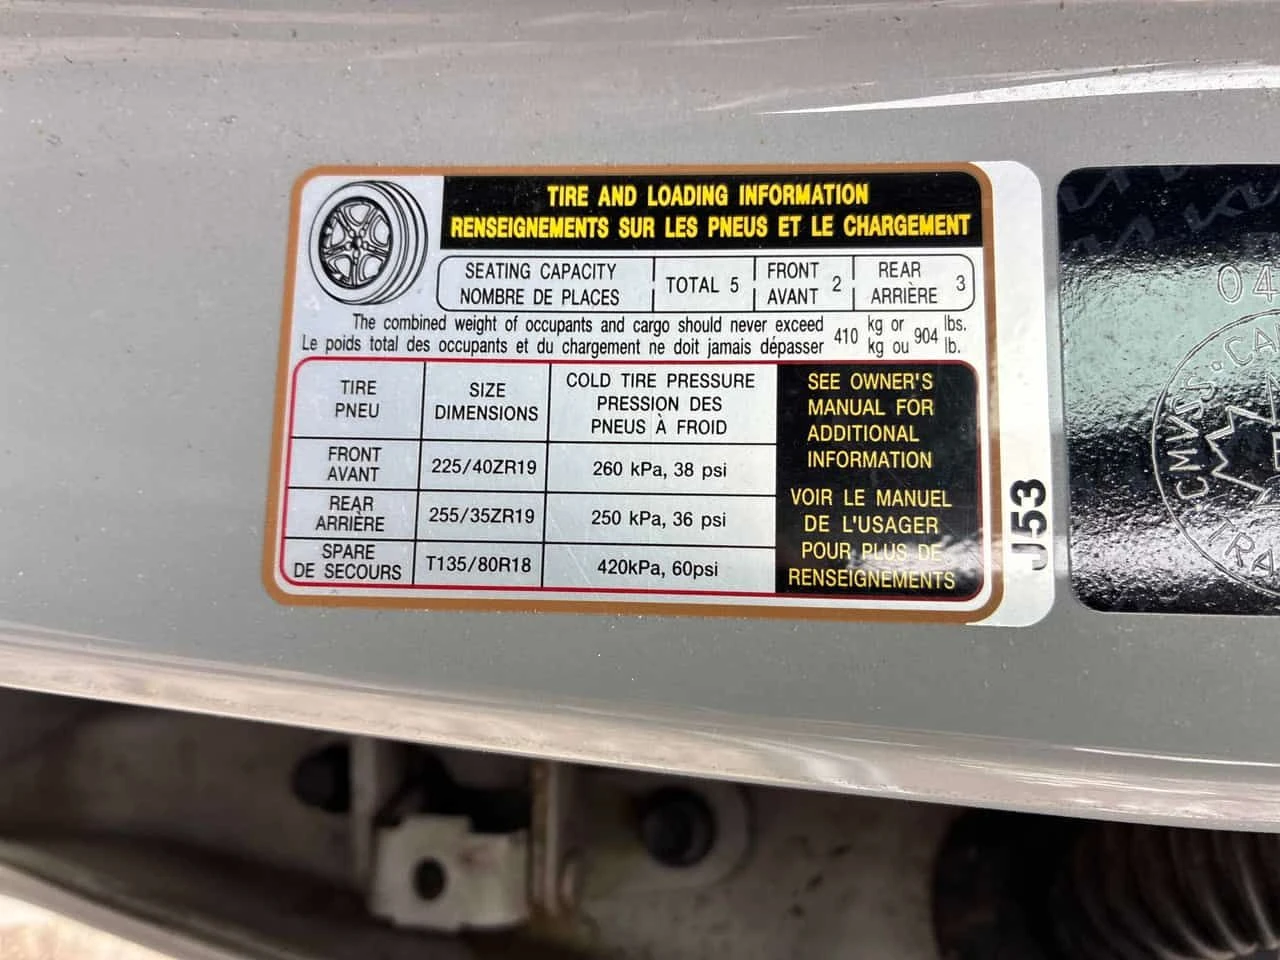 TIRE AND LOADING INFORMATION
RENSEIGNEMENTS SUR LES PNEUS ET LE CHARGEMENT
SEATING CAPACITY
NOMBRE DE PLACES
TOTAL 5
FRONT
AVANT 2
REAR
ARRIÈRE 3
The combined weight of occupants and cargo should never exceed 410 kg or 904 lbs.
Le poids total des occupants et du chargement ne doit jamais dépasser 410 kg ou 904 lb.
TIRE
PNEU
SIZE
DIMENSIONS
COLD TIRE PRESSURE
PRESSION DES
PNEUS À FROID
FRONT
AVANT
225/40ZR19
260 kPa, 38 psi
REAR
ARRIÈRE
255/35ZR19
250 kPa, 36 psi
SPARE
DE SECOURS
T135/80R18
420kPa, 60psi
SEE OWNER'S
MANUAL FOR
ADDITIONAL
INFORMATION
VOIR LE MANUEL
DE L'USAGER
POUR PLUS DE
RENSEIGNEMENTS
J53
04
CMVSS